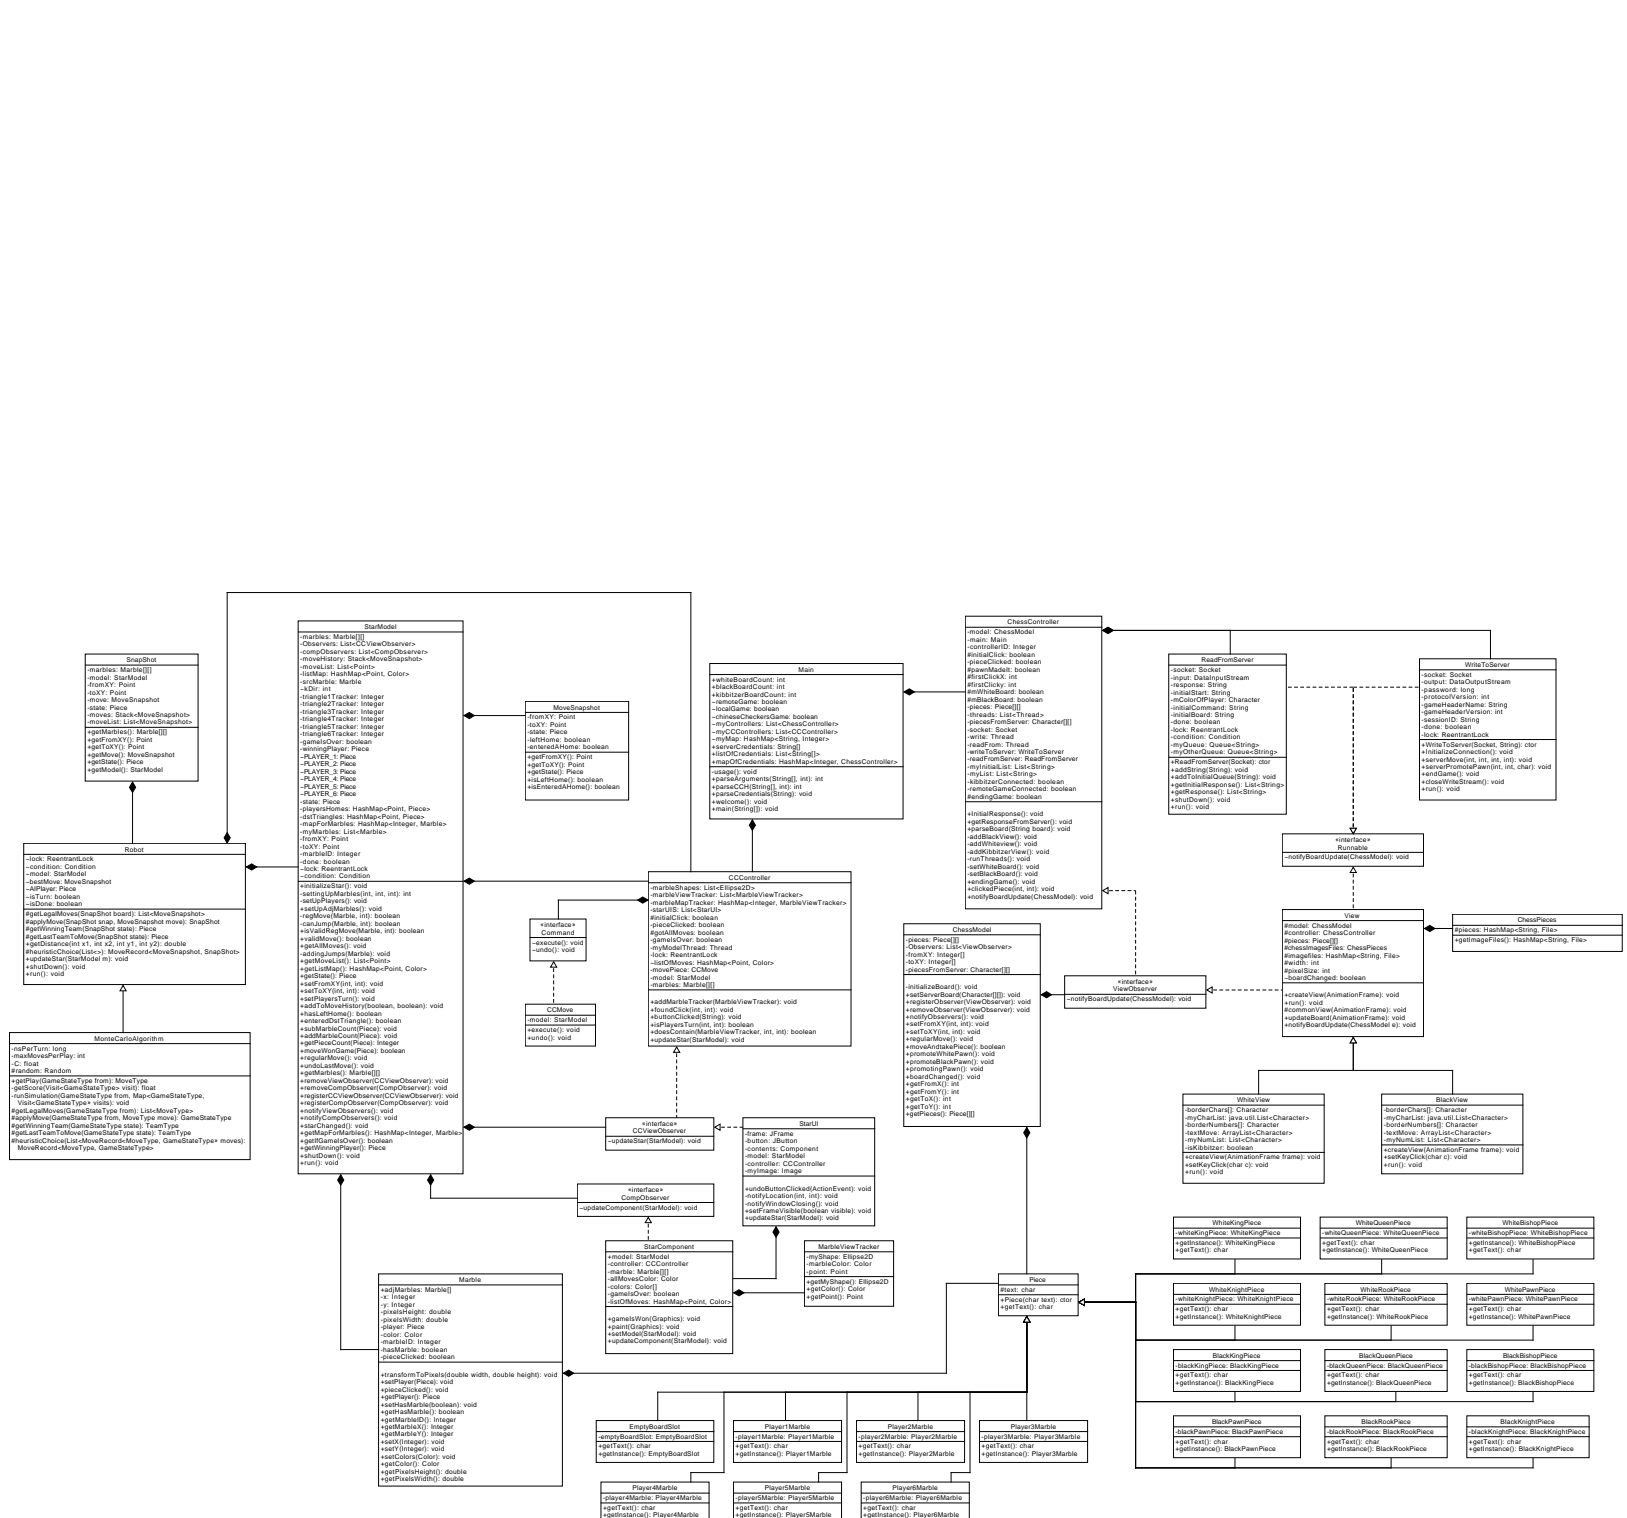 SnapShot
-marbles: Marble[][]
-model: StarModel
-fromXY: Point
-toXY: Point
-move: MoveSnapshot
-state: Piece
-moves: Stack<MoveSnapshot>
-moveList: List<MoveSnapshot>
+getMarbles(): Marble[][]
+getFromXY(): Point
+getToXY(): Point
+getMove(): MoveSnapshot
+getState(): Piece
+getModel(): StarModel
Robot
~lock: ReentrantLock
~condition: Condition
~model: StarModel
~bestMove: MoveSnapshot
~AIPlayer: Piece
~isTurn: boolean
~isDone: boolean
#getLegalMoves(SnapShot board): List<MoveSnapshot>
#applyMove(SnapShot snap, MoveSnapshot move): SnapShot
#getWinningTeam(SnapShot state): Piece
#getLastTeamToMove(SnapShot state): Piece
+getDistance(int x1, int x2, int y1, int y2): double
#heuristicChoice(List<>): MoveRecord<MoveSnapshot, SnapShot>
+updateStar(StarModel m): void
+shutDown(): void
+run(): void
MonteCarloAlgorithm
-nsPerTurn: long
-maxMovesPerPlay: int
-C: float
#random: Random
+getPlay(GameStateType from): MoveType
-getScore(Visit<GameStateType> visit): float
-runSimulation(GameStateType from, Map<GameStateType,
Visit<GameStateType> visits): void
#getLegalMoves(GameStateType from): List<MoveType>
#applyMove(GameStateType from, MoveType move): GameStateType
#getWinningTeam(GameStateType state): TeamType
#getLastTeamToMove(GameStateType state): TeamType
#heuristicChoice(List<MoveRecord<MoveType, GameStateType> moves):
MoveRecord<MoveType, GameStateType>
StarModel
-marbles: Marble[][]
-Observers: List<CCViewObserver>
-compObservers: List<CompObserver>
-moveHistory: Stack<MoveSnapshot>
-moveList: List<Point>
-listMap: HashMap<Point, Color>
-srcMarble: Marble
~kDir: int
-triangle1Tracker: Integer
-triangle2Tracker: Integer
-triangle3Tracker: Integer
-triangle4Tracker: Integer
-triangle5Tracker: Integer
-triangle6Tracker: Integer
-gameIsOver: boolean
-winningPlayer: Piece
~PLAYER_1: Piece
~PLAYER_2: Piece
~PLAYER_3: Piece
~PLAYER_4: Piece
~PLAYER_5: Piece
~PLAYER_6: Piece
-state: Piece
-playersHomes: HashMap<Point, Piece>
-dstTriangles: HashMap<Point, Piece>
-mapForMarbles: HashMap<Integer, Marble>
-myMarbles: List<Marble>
-fromXY: Point
-toXY: Point
-marbleID: Integer
-done: boolean
~lock: ReentrantLock
~condition: Condition
+initializeStar(): void
-settingUpMarbles(int, int, int): int
-setUpPlayers(): void
+setUpAdjMarbles(): void
-regMove(Marble, int): boolean
~canJump(Marble, int): boolean
+isValidRegMove(Marble, int): boolean
+validMove(): boolean
+getAllMoves(): void
-addingJumps(Marble): void
+getMoveList(): List<Point>
+getListMap(): HashMap<Point, Color>
+getState(): Piece
+setFromXY(int, int): void
+setToXY(int, int): void
+setPlayersTurn(): void
+addToMoveHistory(boolean, boolean): void
+hasLeftHome(): boolean
+enteredDstTriangle(): boolean
+subMarbleCount(Piece): void
+addMarbleCount(Piece): void
+getPieceCount(Piece): Integer
+moveWonGame(Piece): boolean
+regularMove(): void
+undoLastMove(): void
+getMarbles(): Marble[][]
+removeViewObserver(CCViewObserver): void
+removeCompObserver(CompObserver): void
+registerCCViewObserver(CCViewObserver): void
+registerCompObserver(CompObserver): void
+notifyViewObservers(): void
+notifyCompObservers(): void
+starChanged(): void
+getMapForMarbles(): HashMap<Integer, Marble>
+getIfGameIsOver(): boolean
+getWinningPlayer(): Piece
+shutDown(): void
+run(): void
MoveSnapshot
-fromXY: Point
-toXY: Point
-state: Piece
-leftHome: boolean
-enteredAHome: boolean
+getFromXY(): Point
+getToXY(): Point
+getState(): Piece
+isLeftHome(): boolean
+isEnteredAHome(): boolean
Main
+whiteBoardCount: int
+blackBoardCount: int
+kibbitzerBoardCount: int
~remoteGame: boolean
~localGame: boolean
~chineseCheckersGame: boolean
~myControllers: List<ChessController>
~myCCControllers: List<CCController>
~myMap: HashMap<String, Integer>
+serverCredentials: String[]
+listOfCredentials: List<String[]>
+mapOfCredentials: HashMap<Integer, ChessController>
-usage(): void
+parseArguments(String[], int): int
+parseCCH(String[], int): int
+parseCredentials(String): void
+welcome(): void
+main(String[]): void
«interface»
Command
~execute(): void
~undo(): void
CCMove
-model: StarModel
+execute(): void
+undo(): void
CCController
-marbleShapes: List<Ellipse2D>
-marbleViewTracker: List<MarbleViewTracker>
-marbleMapTracker: HashMap<Integer, MarbleViewTracker>
-starUIS: List<StarUI>
#initialClick: boolean
-pieceClicked: boolean
#gotAllMoves: boolean
-gameIsOver: boolean
-myModelThread: Thread
-lock: ReentrantLock
~listOfMoves: HashMap<Point, Color>
-movePiece: CCMove
-model: StarModel
-marbles: Marble[][]
+addMarbleTracker(MarbleViewTracker): void
+foundClick(int, int): void
+buttonClicked(String): void
+isPlayersTurn(int, int): boolean
+doesContain(MarbleViewTracker, int, int): boolean
+updateStar(StarModel): void
«interface»
CCViewObserver
~updateStar(StarModel): void
«interface»
CompObserver
~updateComponent(StarModel): void
StarUI
-frame: JFrame
-button: JButton
-contents: Component
-model: StarModel
-controller: CCController
-myImage: Image
+undoButtonClicked(ActionEvent): void
-notifyLocation(int, int): void
-notifyWindowClosing(): void
+setFrameVisible(boolean visible): void
+updateStar(StarModel): void
StarComponent
+model: StarModel
-controller: CCController
-marble: Marble[][]
-allMovesColor: Color
-colors: Color[]
-gameIsOver: boolean
-listOfMoves: HashMap<Point, Color>
+gameIsWon(Graphics): void
+paint(Graphics): void
+setModel(StarModel): void
+updateComponent(StarModel): void
MarbleViewTracker
-myShape: Ellipse2D
-marbleColor: Color
-point: Point
+getMyShape(): Ellipse2D
+getColor(): Color
+getPoint(): Point
Marble
+adjMarbles: Marble[]
-x: Integer
-y: Integer
-pixelsHeight: double
-pixelsWidth: double
-player: Piece
-color: Color
-marbleID: Integer
-hasMarble: boolean
-pieceClicked: boolean
+transformToPixels(double width, double height): void
+setPlayer(Piece): void
+pieceClicked(): void
+getPlayer(): Piece
+setHasMarble(boolean): void
+getHasMarble(): boolean
+getMarbleID(): Integer
+getMarbleX(): Integer
+getMarbleY(): Integer
+setX(Integer): void
+setY(Integer): void
+setColors(Color): void
+getColor(): Color
+getPixelsHeight(): double
+getPixelsWidth(): double
ChessController
-model: ChessModel
-main: Main
-controllerID: Integer
#initialClick: boolean
-pieceClicked: boolean
#pawnMadeIt: boolean
#firstClickX: int
#firstClicky: int
#mWhiteBoard: boolean
#mBlackBoard: boolean
-pieces: Piece[][]
-threads: List<Thread>
-piecesFromServer: Character[][]
-socket: Socket
-write: Thread
-readFrom: Thread
-writeToServer: WriteToServer
-readFromServer: ReadFromServer
-myInitialList: List<String>
-myList: List<String>
-kibbitzerConnected: boolean
-remoteGameConnected: boolean
#endingGame: boolean
+InitialResponse(): void
+getResponseFromServer(): void
+parseBoard(String board): void
-addBlackView(): void
-addWhiteview(): void
-addKibbitzerView(): void
-runThreads(): void
-setWhiteBoard(): void
-setBlackBoard(): void
+endingGame(): void
+clickedPiece(int, int): void
+notifyBoardUpdate(ChessModel): void
ReadFromServer
-socket: Socket
-input: DataInputStream
-response: String
-initialStart: String
-mColorOfPlayer: Character
-initialCommand: String
-initialBoard: String
-done: boolean
-lock: ReentrantLock
-condition: Condition
-myQueue: Queue<String>
-myOtherQueue: Queue<String>
+ReadFromServer(Socket): ctor
+addString(String): void
+addToInitialQueue(String): void
+getInitialResponse(): List<String>
+getResponse(): List<String>
+shutDown(): void
+run(): void
WriteToServer
-socket: Socket
-output: DataOutputStream
-password: long
-protocolVersion: int
-gameHeaderName: String
-gameHeaderVersion: int
-sessionID: String
-done: boolean
-lock: ReentrantLock
+WriteToServer(Socket, String): ctor
+initializeConnection(): void
+serverMove(int, int, int, int): void
+serverPromotePawn(int, int, char): void
+endGame(): void
+closeWriteStream(): void
+run(): void
«interface»
Runnable
~notifyBoardUpdate(ChessModel): void
ChessModel
-pieces: Piece[][]
-Observers: List<ViewObserver>
-fromXY: Integer[]
-toXY: Integer[]
-piecesFromServer: Character[][]
-initializeBoard(): void
+setServerBoard(Character[][]): void
+registerObserver(ViewObserver): void
+removeObserver(ViewObserver): void
+notifyObservers(): void
+setFromXY(int, int): void
+setToXY(int, int): void
+regularMove(): void
+moveAndtakePiece(): boolean
+promoteWhitePawn(): void
+promoteBlackPawn(): void
+promotingPawn(): void
+boardChanged(): void
+getFromX(): int
+getFromY(): int
+getToX(): int
+getToY(): int
+getPieces(): Piece[][]
«interface»
ViewObserver
~notifyBoardUpdate(ChessModel): void
View
#model: ChessModel
#controller: ChessController
#pieces: Piece[][]
#chessImagesFiles: ChessPieces
#imagefiles: HashMap<String, File>
#width: int
#pixelSize: int
~boardChanged: boolean
+createView(AnimationFrame): void
+run(): void
#commonView(AnimationFrame): void
+updateBoard(AnimationFrame): void
+notifyBoardUpdate(ChessModel e): void
ChessPieces
#pieces: HashMap<String, File>
+getImageFiles(): HashMap<String, File>
WhiteView
-borderChars[]: Character
-myCharList: java.util.List<Character>
-borderNumbers[]: Character
-textMove: ArrayList<Character>
-myNumList: List<Character>
-isKibbitzer: boolean
+createView(AnimationFrame frame): void
-setKeyClick(char c): void
+run(): void
BlackView
-borderChars[]: Character
-myCharList: java.util.List<Character>
-borderNumbers[]: Character
-textMove: ArrayList<Character>
-myNumList: List<Character>
+createView(AnimationFrame frame): void
+setKeyClick(char c): void
+run(): void
Piece
#text: char
+Piece(char text): ctor
+getText(): char
WhiteKingPiece
-whiteKingPiece: WhiteKingPiece
+getInstance(): WhiteKingPiece
+getText(): char
WhiteQueenPiece
-whiteQueenPiece: WhiteQueenPiece
+getText(): char
+getInstance(): WhiteQueenPiece
WhiteBishopPiece
-whiteBishopPiece: WhiteBishopPiece
+getInstance(): WhiteBishopPiece
+getText(): char
WhiteKnightPiece
-whiteKnightPiece: WhiteKnightPiece
+getText(): char
+getInstance(): WhiteKnightPiece
WhiteRookPiece
-whiteRookPiece: WhiteRookPiece
+getText(): char
+getInstance(): WhiteRookPiece
WhitePawnPiece
-whitePawnPiece: WhitePawnPiece
+getText(): char
+getInstance(): WhitePawnPiece
BlackKingPiece
-blackKingPiece: BlackKingPiece
+getText(): char
+getInstance(): BlackKingPiece
BlackQueenPiece
-blackQueenPiece: BlackQueenPiece
+getText(): char
+getInstance(): BlackQueenPiece
BlackBishopPiece
-blackBishopPiece: BlackBishopPiece
+getText(): char
+getInstance(): BlackBishopPiece
BlackPawnPiece
-blackPawnPiece: BlackPawnPiece
+getText(): char
+getInstance(): BlackPawnPiece
BlackRookPiece
-blackRookPiece: BlackRookPiece
+getText(): char
+getInstance(): BlackRookPiece
BlackKnightPiece
-blackKnightPiece: BlackKnightPiece
+getText(): char
+getInstance(): BlackKnightPiece
EmptyBoardSlot
-emptyBoardSlot: EmptyBoardSlot
+getText(): char
+getInstance(): EmptyBoardSlot
Player1Marble
-player1Marble: Player1Marble
+getText(): char
+getInstance(): Player1Marble
Player2Marble
-player2Marble: Player2Marble
+getText(): char
+getInstance(): Player2Marble
Player3Marble
-player3Marble: Player3Marble
+getText(): char
+getInstance(): Player3Marble
Player4Marble
-player4Marble: Player4Marble
+getText(): char
+getInstance(): Player4Marble
Player5Marble
-player5Marble: Player5Marble
+getText(): char
+getInstance(): Player5Marble
Player6Marble
-player6Marble: Player6Marble
+getText(): char
+getInstance(): Player6Marble